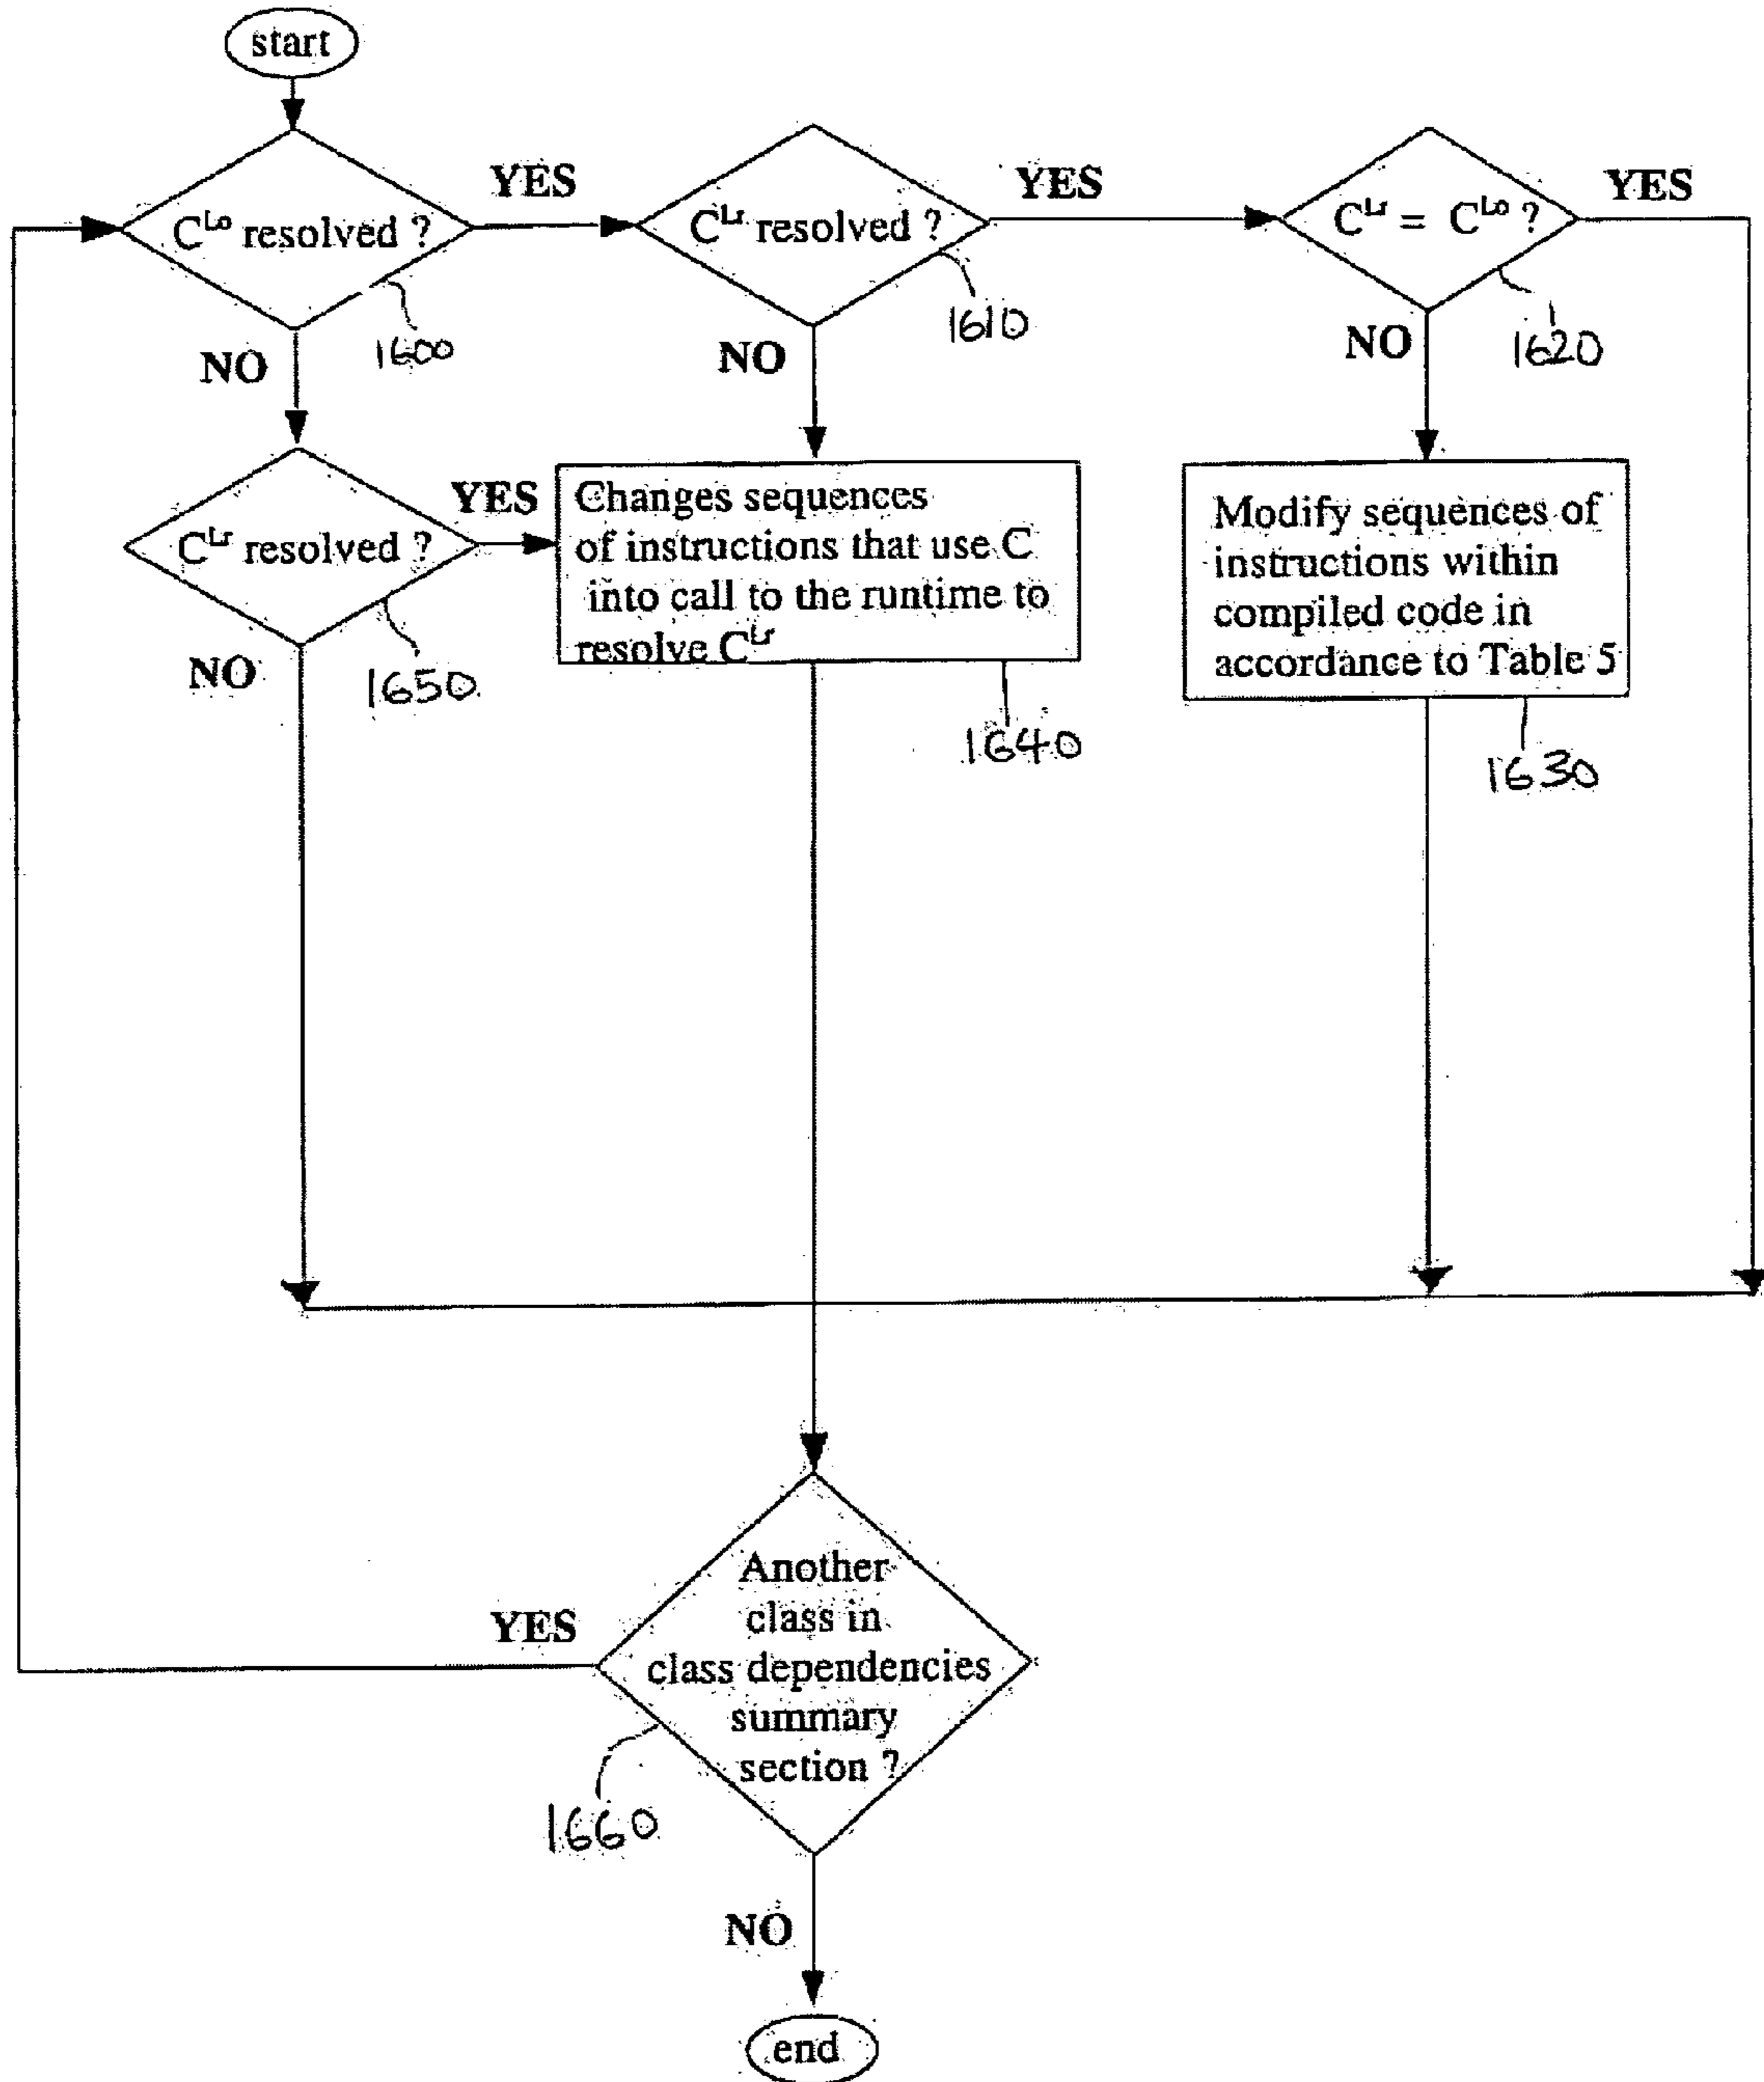 start
C^Lo resolved ?
YES
C^Lr resolved ?
YES
C^Lr = C^Lo ?
YES
1600
1610
1620
NO
NO
NO
C^Lr resolved ?
YES
Changes sequences
of instructions that use C
into call to the runtime to
resolve C^Lr
Modify sequences of
instructions within
compiled code in
accordance to Table 5
NO
1650
1640
1630
Another
class in
class dependencies
summary
section ?
YES
1660
NO
end